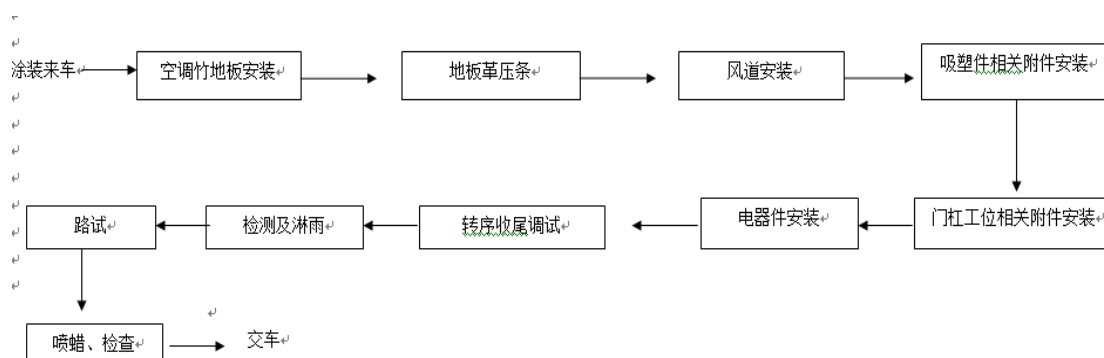 涂装来车
空调竹地板安装
地板革压条
风道安装
吸塑件相关附件安装
门杠工位相关附件安装
电器件安装
转序收尾调试
检测及淋雨
路试
喷蜡、检查
交车